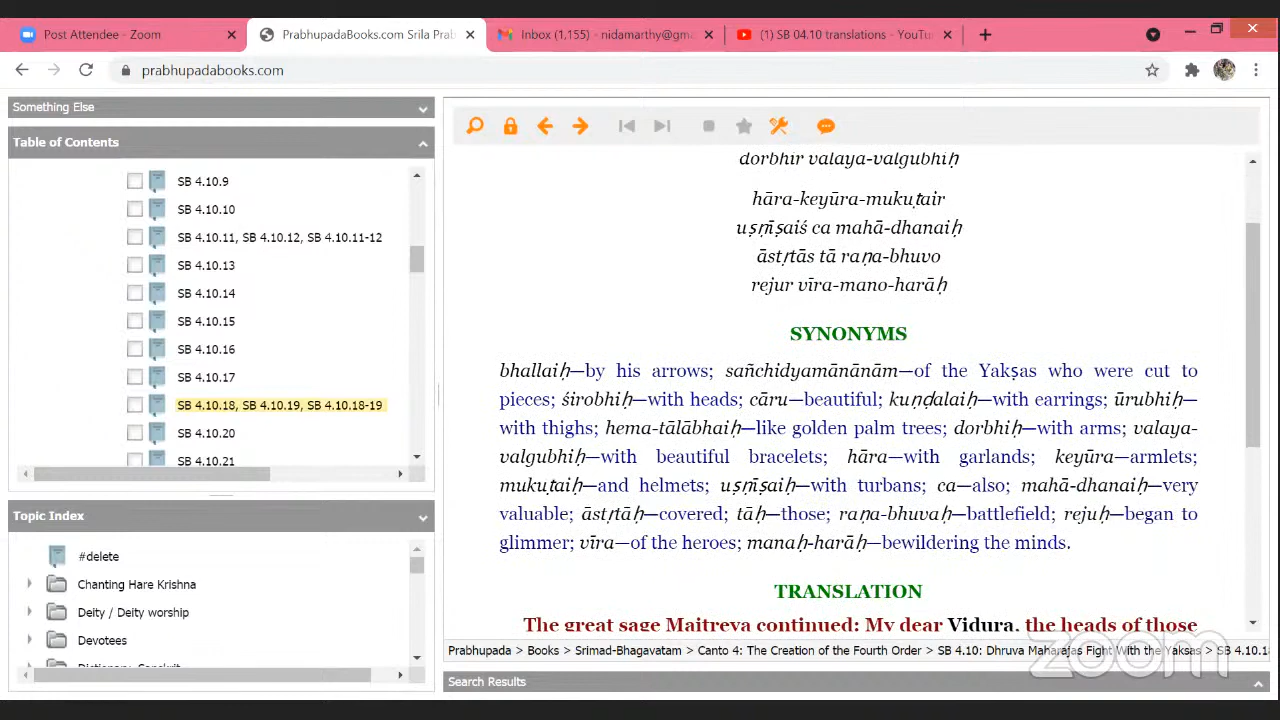 Post Attendee - Zoom
PrabhupadaBooks.com Srila Prab
Inbox (1,155) - nidamarthy@gma
(1) SB 04.10 translations - YouTu
prabhupadabooks.com
Something Else
Table of Contents
SB 4.10.9
SB 4.10.10
SB 4.10.11, SB 4.10.12, SB 4.10.11-12
SB 4.10.13
SB 4.10.14
SB 4.10.15
SB 4.10.16
SB 4.10.17
SB 4.10.18, SB 4.10.19, SB 4.10.18-19
SB 4.10.20
SB 4.10.21
Topic Index
#delete
Chanting Hare Krishna
Deity / Deity worship
Devotees
Dictionary, Sanskrit
dorbhir valaya-valgubhiḥ
hāra-keyūra-mukuṭair
uṣṇīṣaiś ca mahā-dhanaiḥ
āstṛtās tā raṇa-bhuvo
rejur vīra-mano-harāḥ
SYNONYMS
bhallaiḥ—by his arrows; sañchidyamānānām—of the Yakṣas who were cut to
pieces; śirobhiḥ—with heads; cāru—beautiful; kuṇḍalaiḥ—with earrings; ūrubhiḥ—
with thighs; hema-tālābhaiḥ—like golden palm trees; dorbhiḥ—with arms; valaya-
valgubhiḥ—with beautiful bracelets; hāra—with garlands; keyūra—armlets;
mukuṭaiḥ—and helmets; uṣṇīṣaiḥ—with turbans; ca—also; mahā-dhanaiḥ—very
valuable; āstṛtāḥ—covered; tāḥ—those; raṇa-bhuvaḥ—battlefield; rejuḥ—began to
glimmer; vīra—of the heroes; manaḥ-harāḥ—bewildering the minds.
TRANSLATION
The great sage Maitreya continued: My dear Vidura, the heads of those
Prabhupada > Books > Srimad-Bhagavatam > Canto 4: The Creation of the Fourth Order > SB 4.10: Dhruva Maharajas Fight With the Yaksas > SB 4.10.18
Search Results
zoom